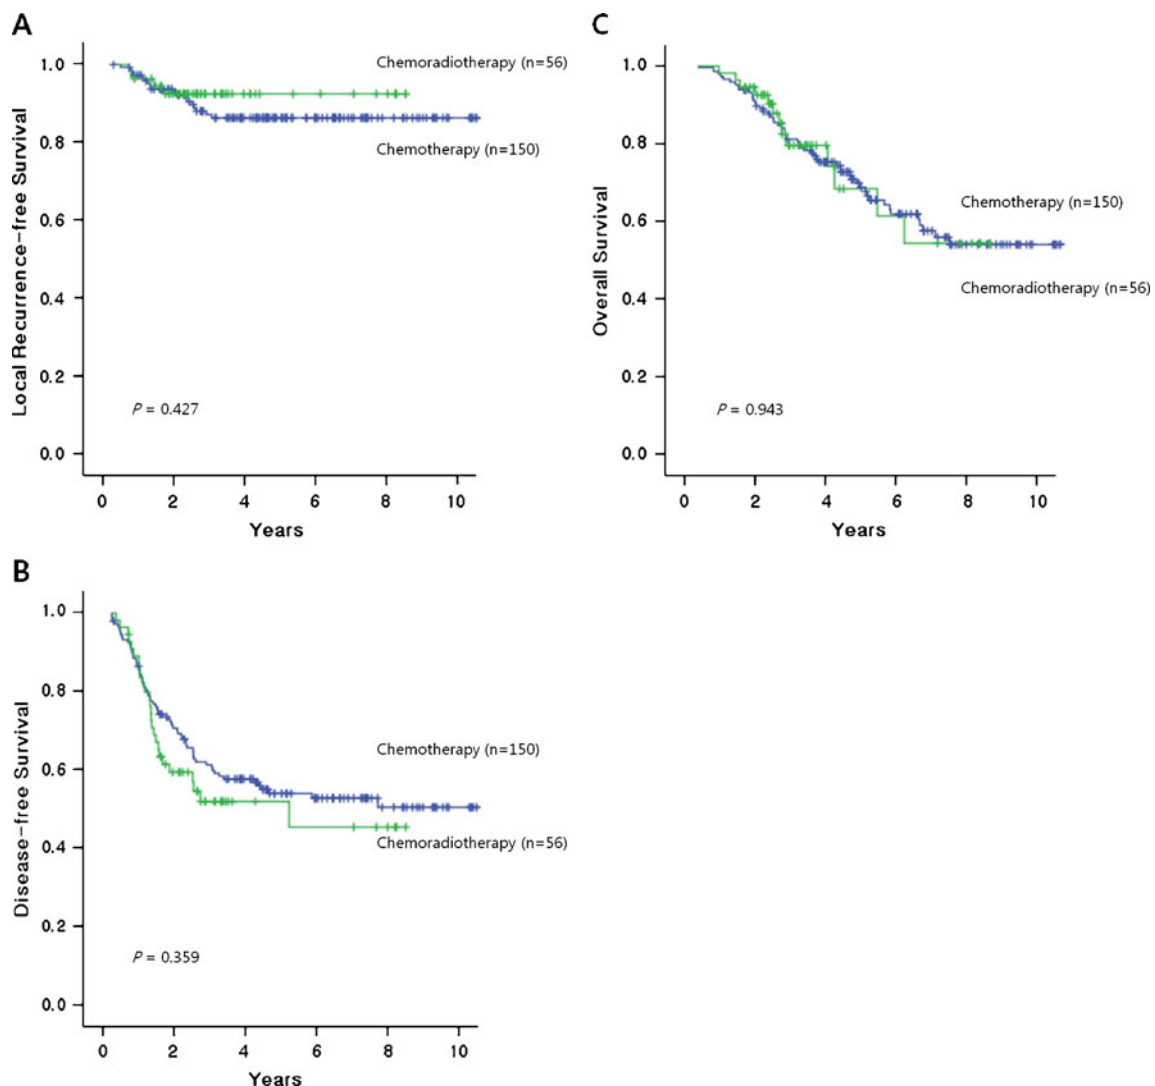 A
Local Recurrence-free Survival
1.0
0.8
0.6
0.4
0.2
0.0
Chemoradiotherapy (n=56)
Chemotherapy (n=150)
P = 0.427
0 2 4 6 8 10
Years
C
Overall Survival
1.0
0.8
0.6
0.4
0.2
0.0
Chemotherapy (n=150)
Chemoradiotherapy (n=56)
P = 0.943
0 2 4 6 8 10
Years
B
Disease-free Survival
1.0
0.8
0.6
0.4
0.2
0.0
Chemotherapy (n=150)
Chemoradiotherapy (n=56)
P = 0.359
0 2 4 6 8 10
Years